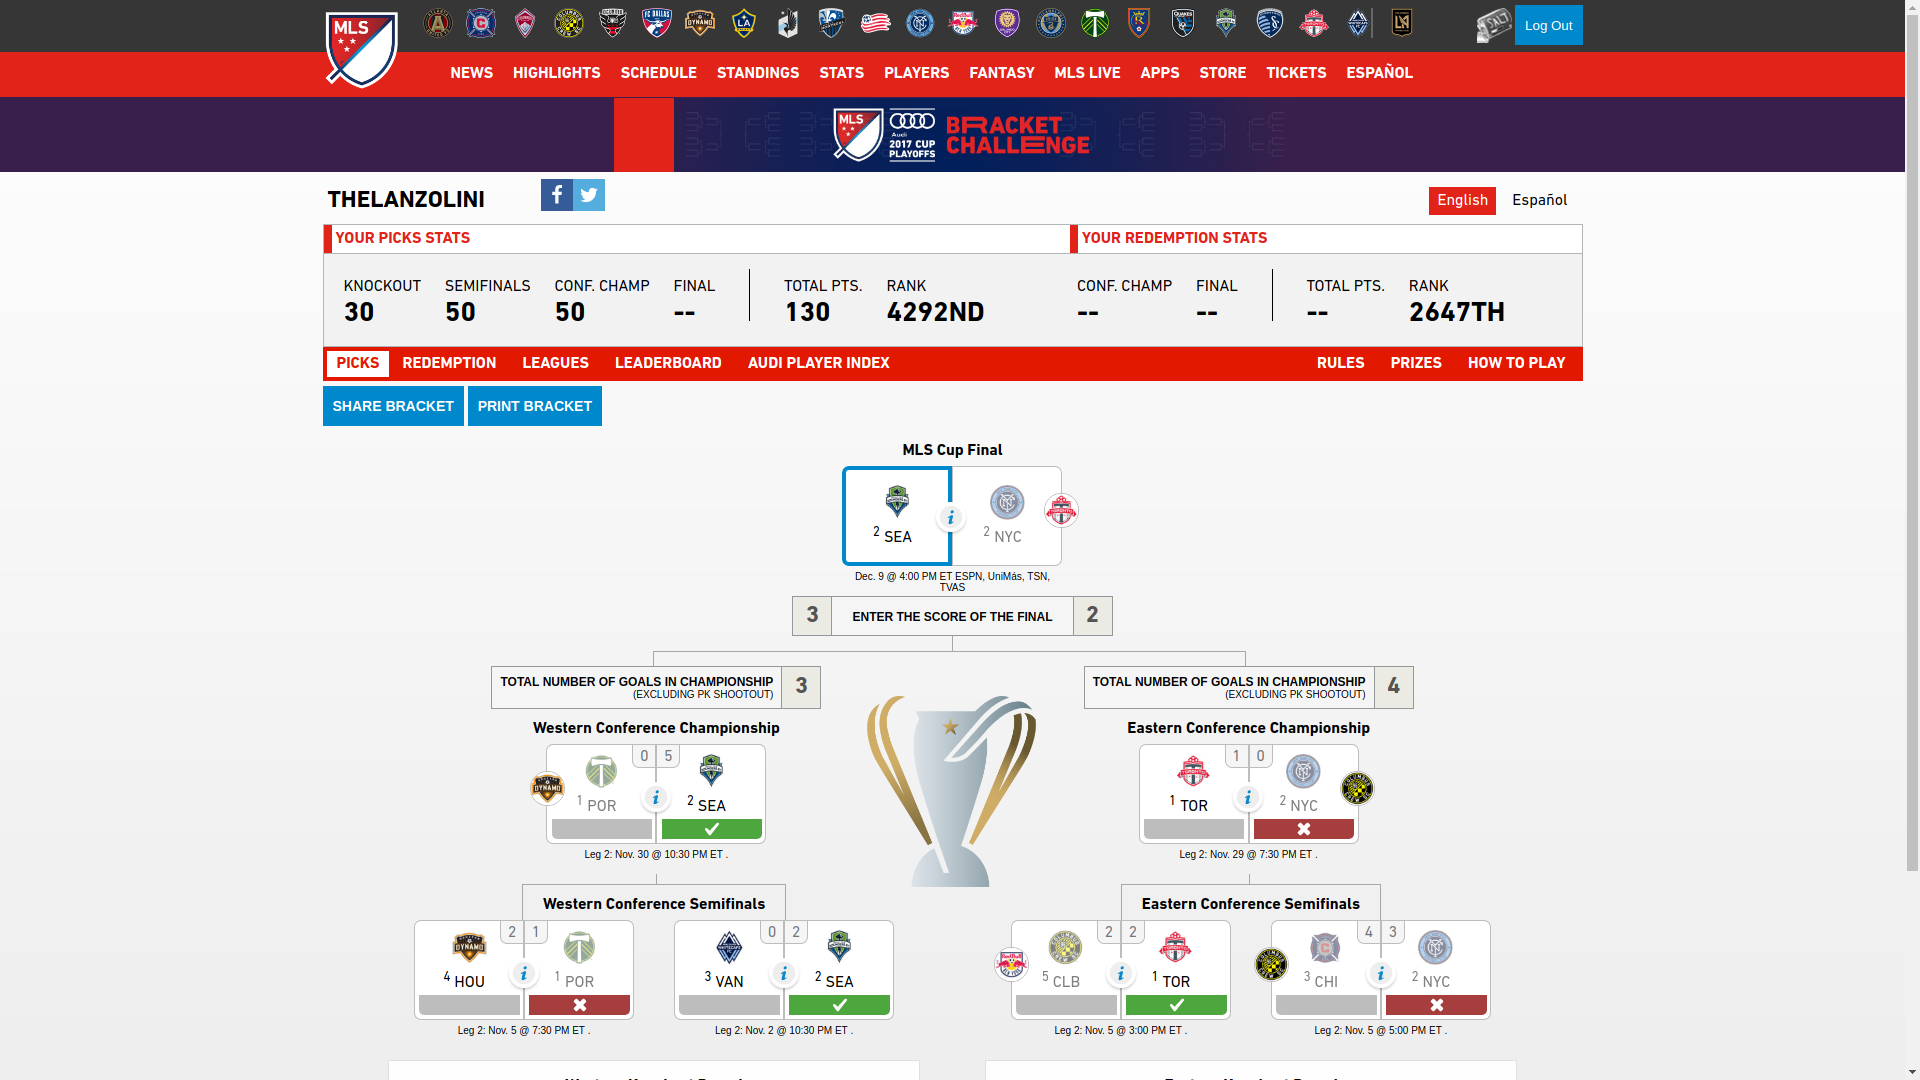 MLS
SALT
Log Out
NEWS HIGHLIGHTS SCHEDULE STANDINGS STATS PLAYERS FANTASY MLS LIVE APPS STORE TICKETS ESPAÑOL
MLS Audi 2017 CUP PLAYOFFS BRACKET CHALLENGE
THELANZOLINI
English Español
YOUR PICKS STATS YOUR REDEMPTION STATS
KNOCKOUT SEMIFINALS CONF. CHAMP FINAL TOTAL PTS. RANK CONF. CHAMP FINAL TOTAL PTS. RANK
30 50 50 -- 130 4292ND -- -- -- 2647TH
PICKS REDEMPTION LEAGUES LEADERBOARD AUDI PLAYER INDEX RULES PRIZES HOW TO PLAY
SHARE BRACKET PRINT BRACKET
MLS Cup Final
2 SEA i 2 NYC
Dec. 9 @ 4:00 PM ET ESPN, UniMás, TSN,
TVAS
3 ENTER THE SCORE OF THE FINAL 2
TOTAL NUMBER OF GOALS IN CHAMPIONSHIP 3 TOTAL NUMBER OF GOALS IN CHAMPIONSHIP 4
(EXCLUDING PK SHOOTOUT) (EXCLUDING PK SHOOTOUT)
Western Conference Championship Eastern Conference Championship
0 5 1 0
1 POR i 2 SEA 1 TOR i 2 NYC
Leg 2: Nov. 30 @ 10:30 PM ET . Leg 2: Nov. 29 @ 7:30 PM ET .
Western Conference Semifinals Eastern Conference Semifinals
2 1 0 2 2 2 4 3
4 HOU i 1 POR 3 VAN i 2 SEA 5 CLB i 1 TOR 3 CHI i 2 NYC
Leg 2: Nov. 5 @ 7:30 PM ET . Leg 2: Nov. 2 @ 10:30 PM ET . Leg 2: Nov. 5 @ 3:00 PM ET . Leg 2: Nov. 5 @ 5:00 PM ET .